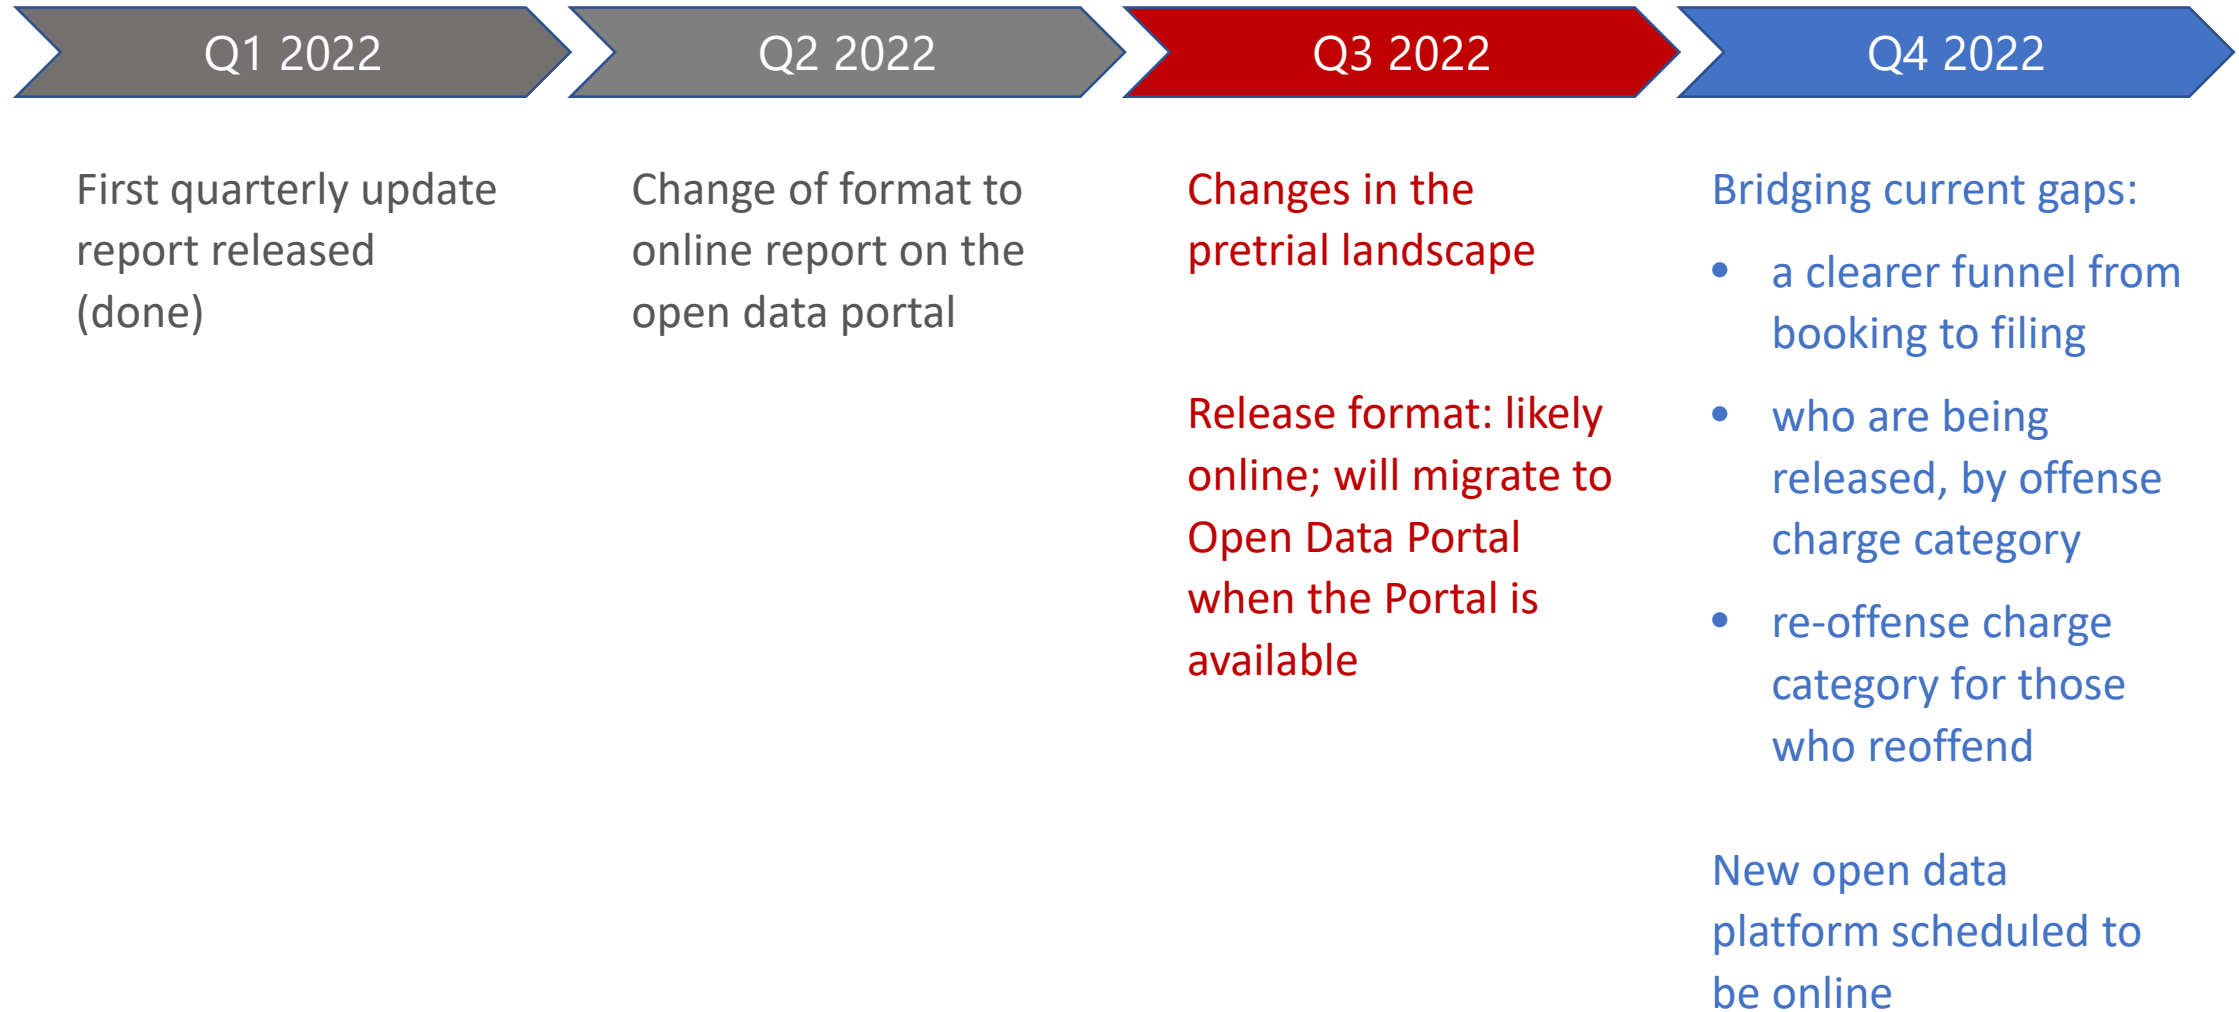 Q1 2022
Q2 2022
Q3 2022
Q4 2022
First quarterly update
report released
(done)
Change of format to
online report on the
open data portal
Changes in the
pretrial landscape
Release format: likely
online; will migrate to
Open Data Portal
when the Portal is
available
Bridging current gaps:
• a clearer funnel from
booking to filing
• who are being
released, by offense
charge category
• re-offense charge
category for those
who reoffend
New open data
platform scheduled to
be online